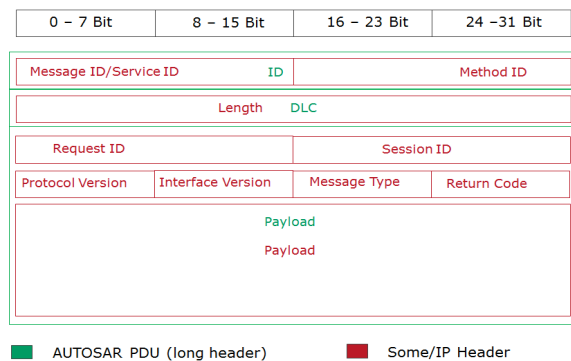 0 – 7 Bit 8 – 15 Bit 16 – 23 Bit 24 –31 Bit
Message ID/Service ID ID Method ID
Length DLC
Request ID Session ID
Protocol Version Interface Version Message Type Return Code
Payload
Payload
AUTOSAR PDU (long header) Some/IP Header